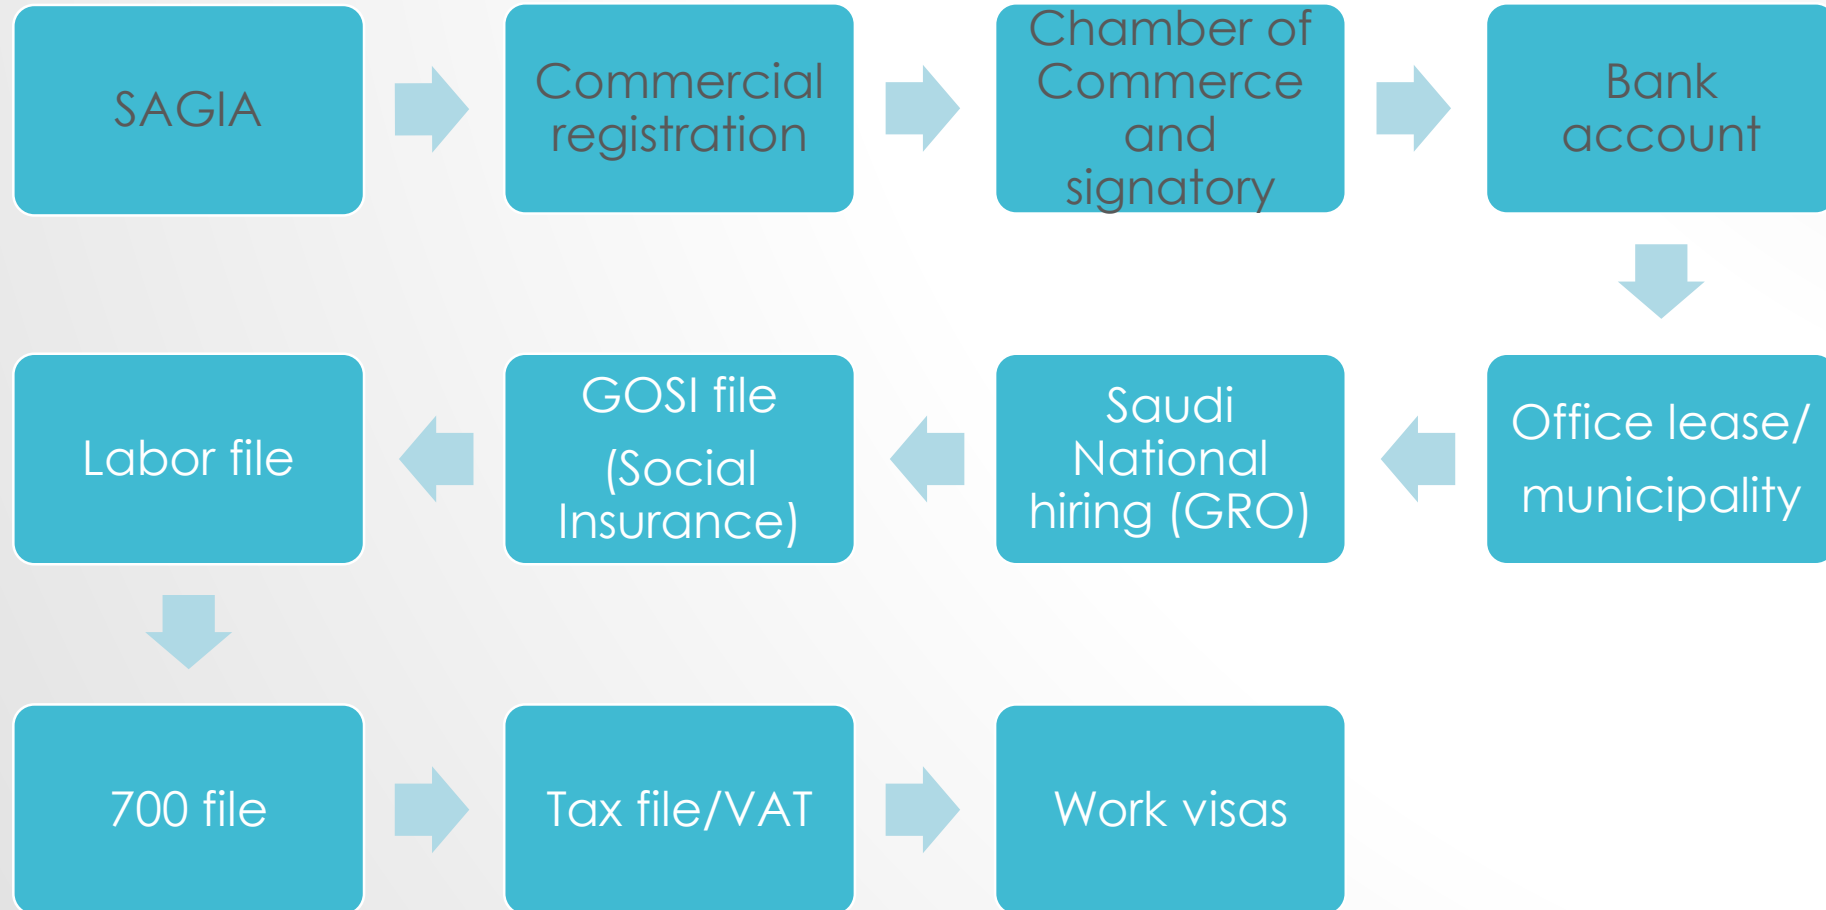 SAGIA
Commercial
registration
Chamber of
Commerce
and
signatory
Bank
account
Office lease/
municipality
Saudi
National
hiring (GRO)
GOSI file
(Social
Insurance)
Labor file
700 file
Tax file/VAT
Work visas